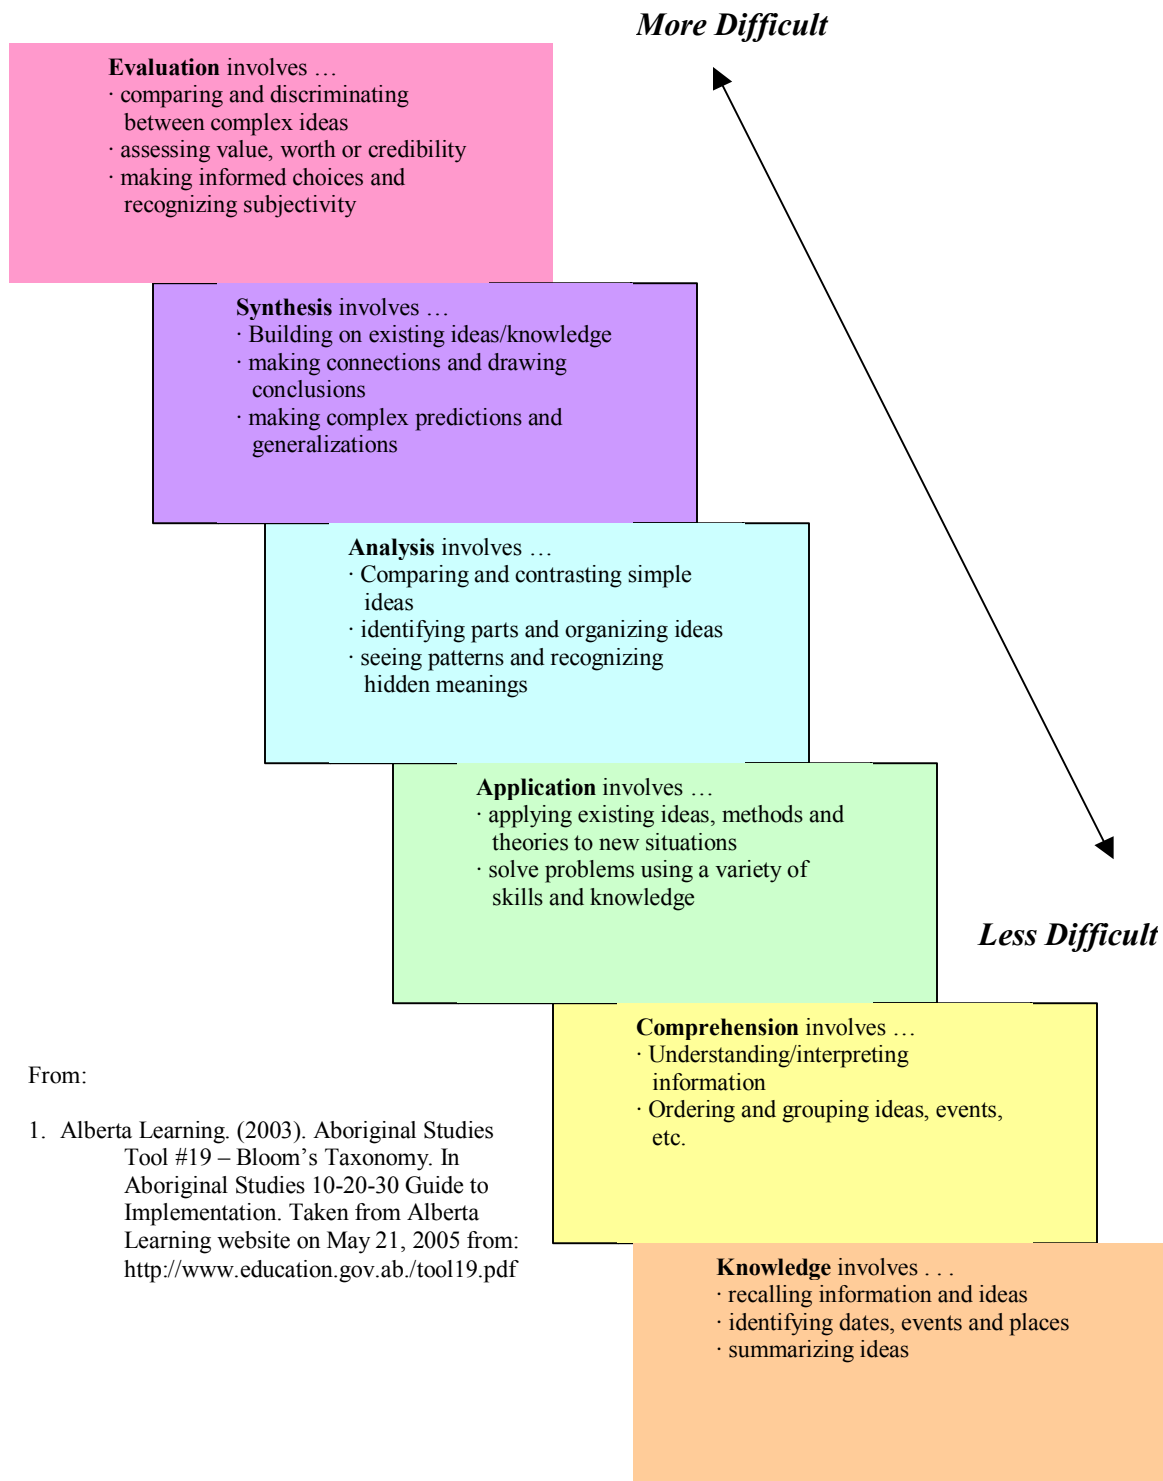 More Difficult
Evaluation involves …
· comparing and discriminating
between complex ideas
· assessing value, worth or credibility
· making informed choices and
recognizing subjectivity
Synthesis involves …
· Building on existing ideas/knowledge
· making connections and drawing
conclusions
· making complex predictions and
generalizations
Analysis involves …
· Comparing and contrasting simple
ideas
· identifying parts and organizing ideas
· seeing patterns and recognizing
hidden meanings
Application involves …
· applying existing ideas, methods and
theories to new situations
· solve problems using a variety of
skills and knowledge
Less Difficult
Comprehension involves …
· Understanding/interpreting
information
· Ordering and grouping ideas, events,
etc.
From:
1. Alberta Learning. (2003). Aboriginal Studies
Tool #19 – Bloom’s Taxonomy. In
Aboriginal Studies 10-20-30 Guide to
Implementation. Taken from Alberta
Learning website on May 21, 2005 from:
http://www.education.gov.ab./tool19.pdf
Knowledge involves . . .
· recalling information and ideas
· identifying dates, events and places
· summarizing ideas